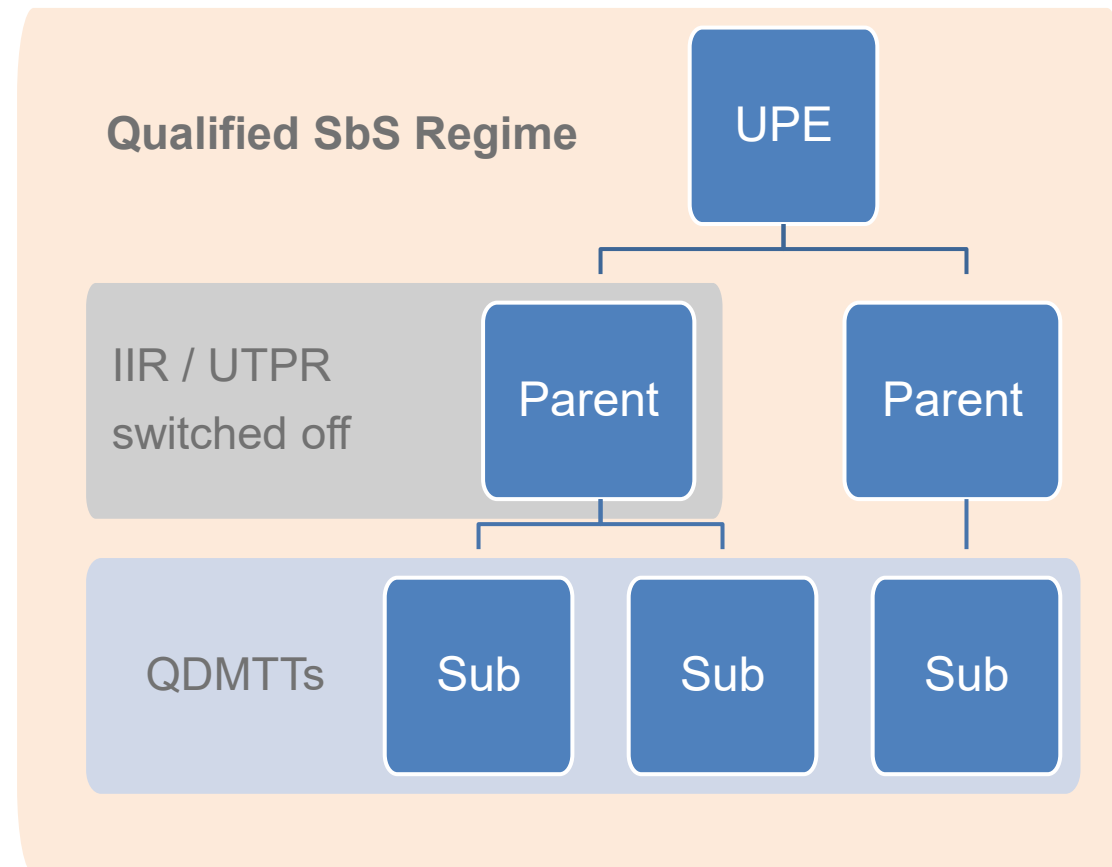 UPE
Qualified SbS Regime
IIR / UTPR
switched off
Parent
Parent
QDMTTs
Sub
Sub
Sub